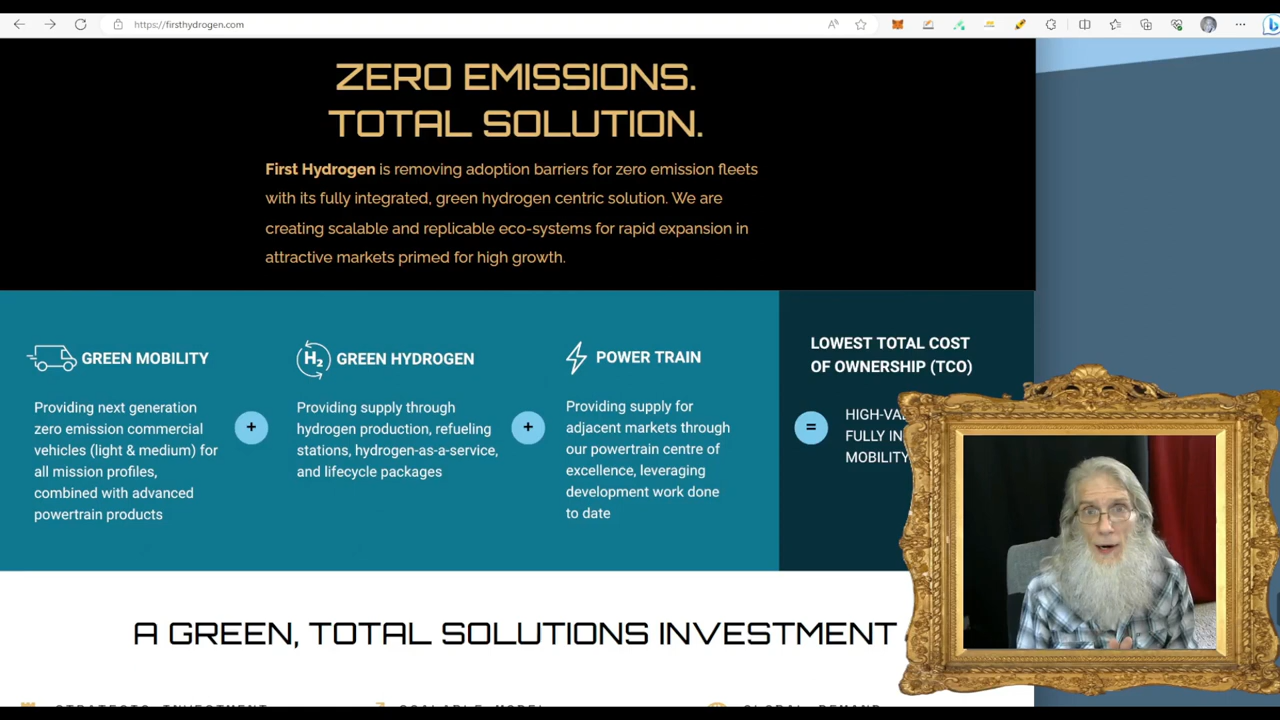 https://firsthydrogen.com
ZERO EMISSIONS.
TOTAL SOLUTION.
First Hydrogen is removing adoption barriers for zero emission fleets
with its fully integrated, green hydrogen centric solution. We are
creating scalable and replicable eco-systems for rapid expansion in
attractive markets primed for high growth.
GREEN MOBILITY
Providing next generation
zero emission commercial
vehicles (light & medium) for
all mission profiles,
combined with advanced
powertrain products
+
H2 GREEN HYDROGEN
Providing supply through
hydrogen production, refueling
stations, hydrogen-as-a-service,
and lifecycle packages
+
POWER TRAIN
Providing supply for
adjacent markets through
our powertrain centre of
excellence, leveraging
development work done
to date
LOWEST TOTAL COST
OF OWNERSHIP (TCO)
=
FULLY
MOBILITY
A GREEN, TOTAL SOLUTIONS INVESTMENT